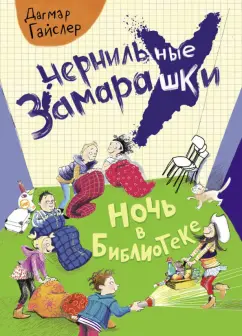 Дагмар
Гайслер
Чернильные
Замарашки
Ночь
в
Библиотеке